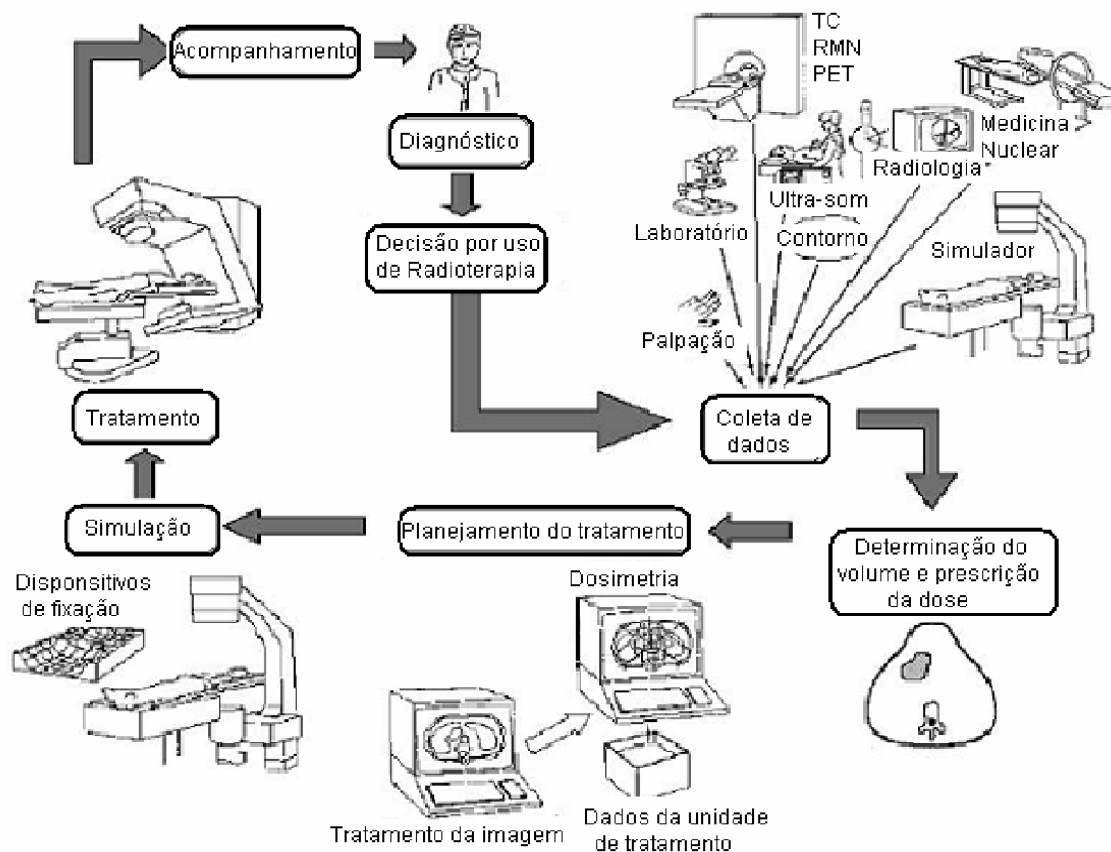 Acompanhamento
Diagnóstico
Decisão por uso
de Radioterapia
TC
RMN
PET
Medicina
Nuclear
Radiologia
Ultra-som
Contorno
Laboratório
Palpação
Simulador
Coleta de
dados
Determinação do
volume e prescrição
da dose
Planejamento do tratamento
Dosimetria
Tratamento da imagem
Dados da unidade
de tratamento
Simulação
Disponsitivos
de fixação
Tratamento